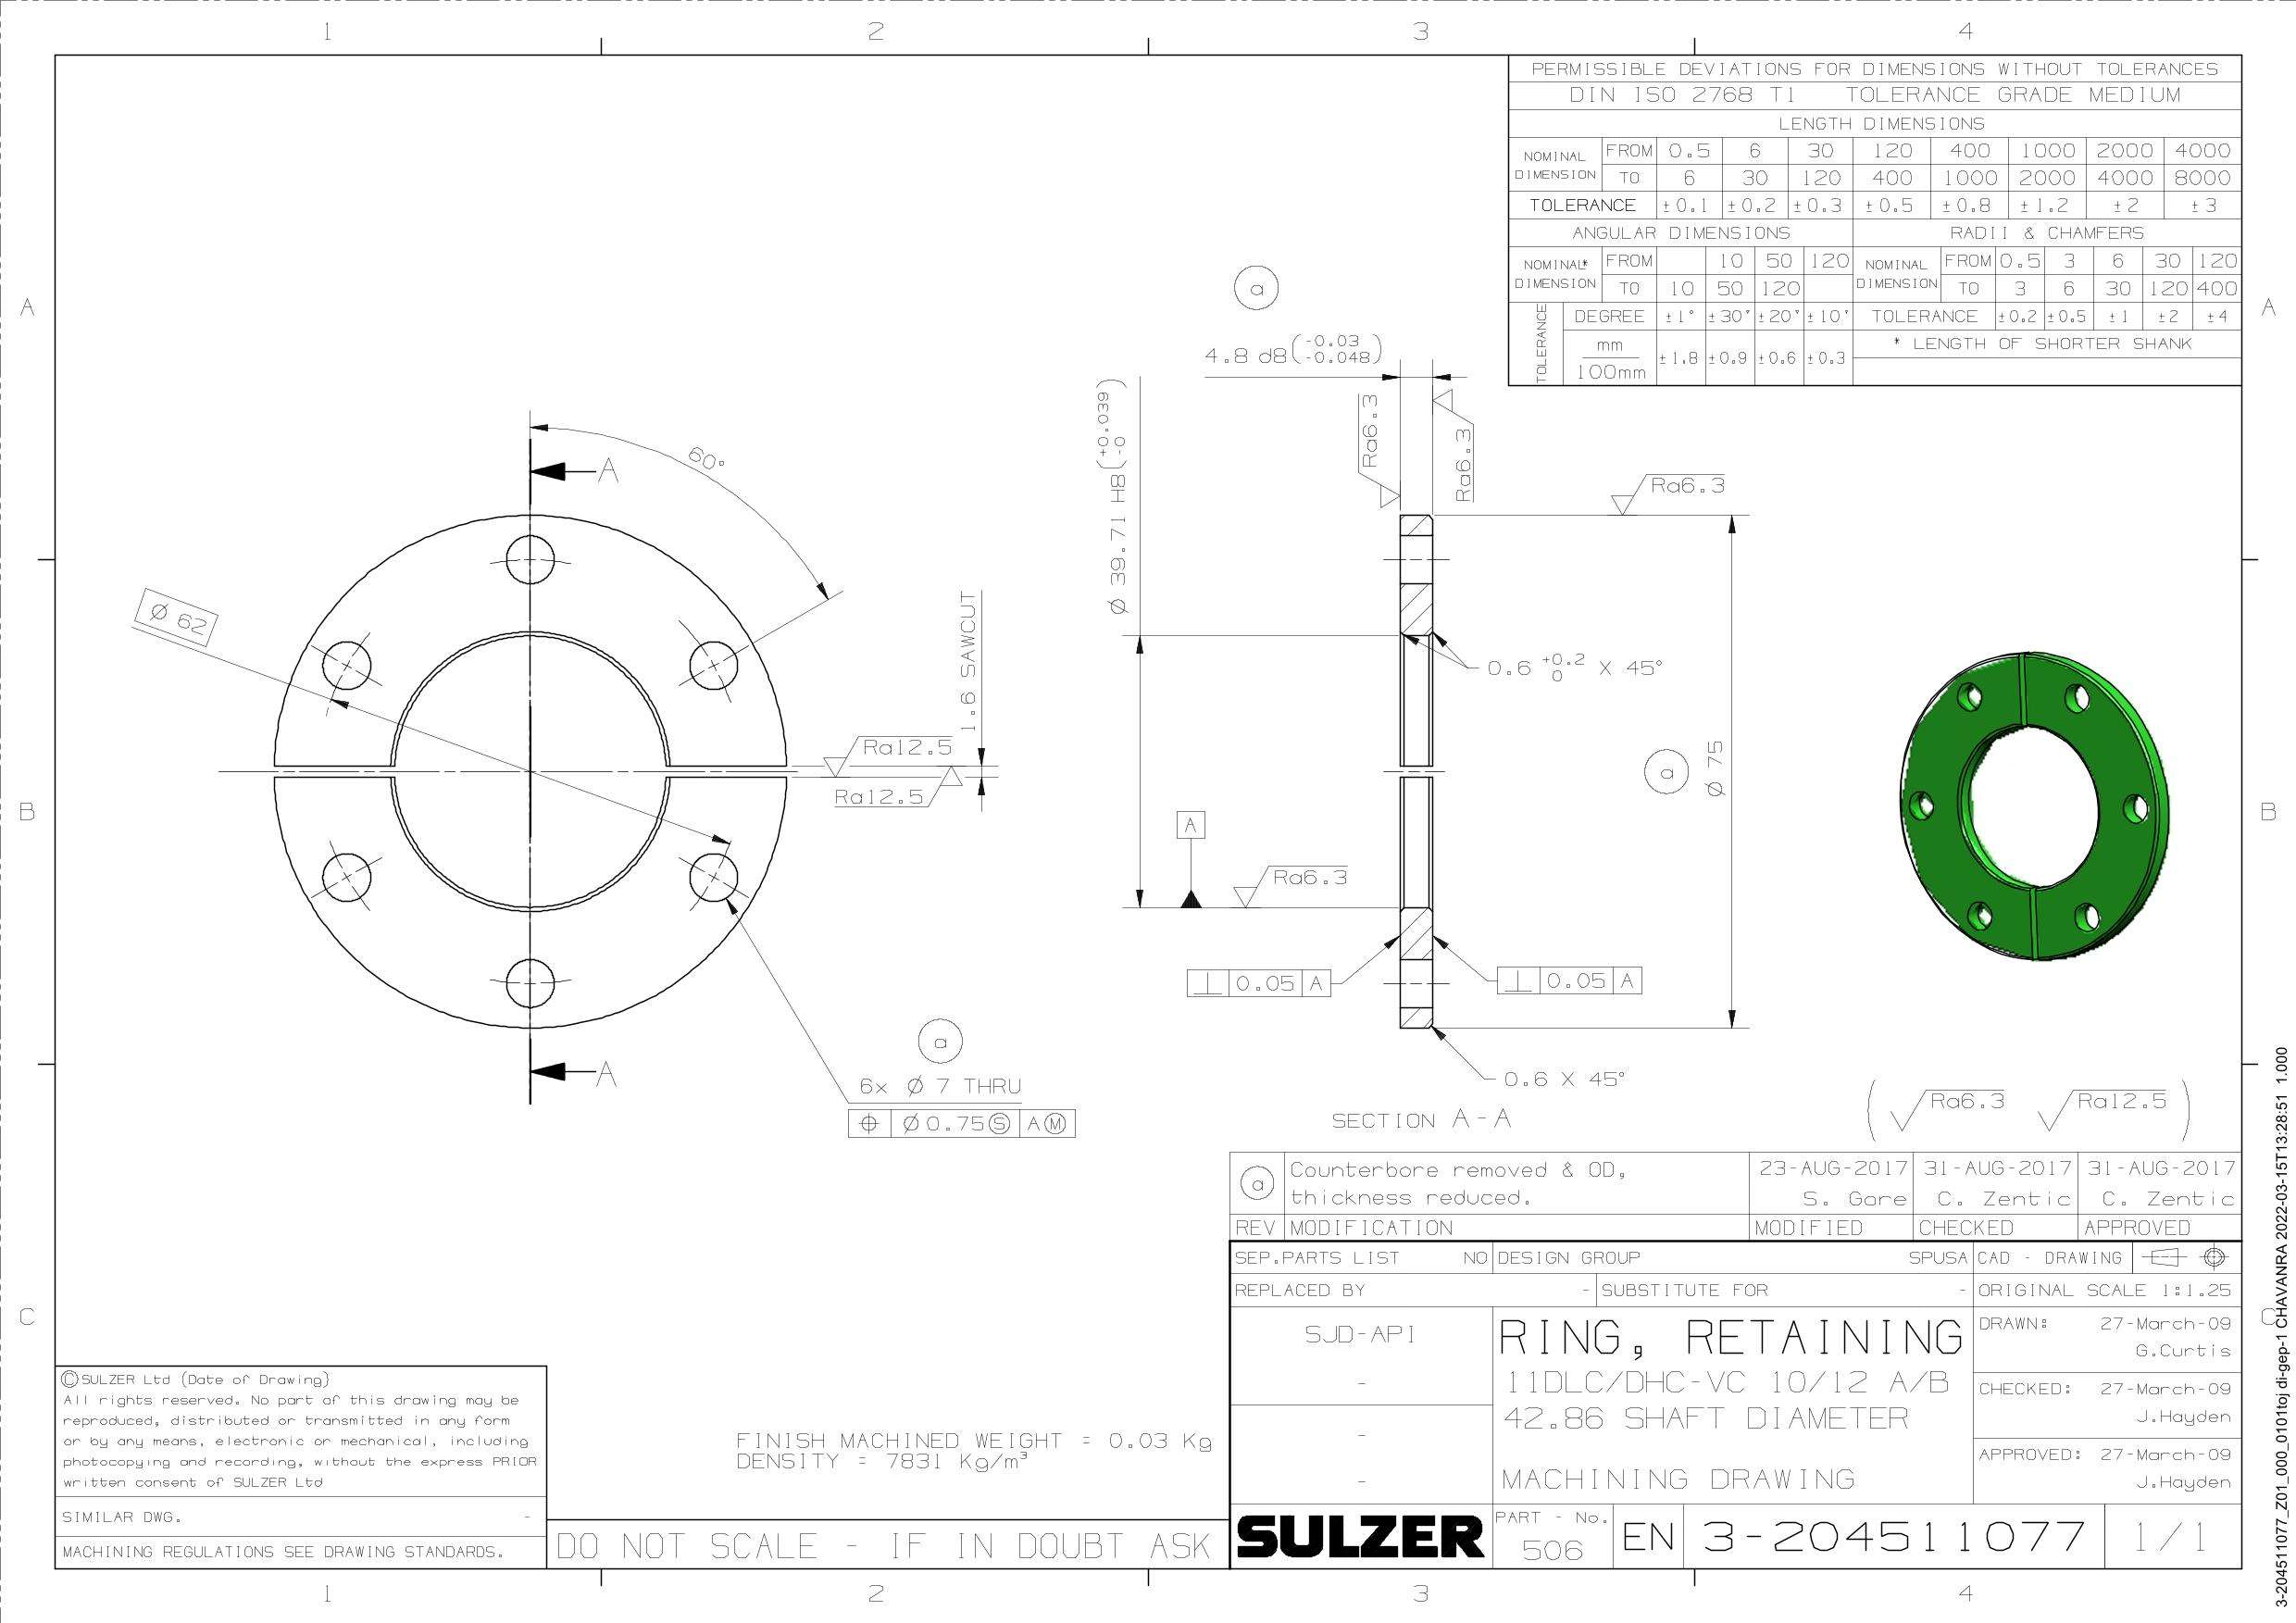 1 2 3 4
PERMISSIBLE DEVIATIONS FOR DIMENSIONS WITHOUT TOLERANCES
DIN ISO 2768 T1 TOLERANCE GRADE MEDIUM
LENGTH DIMENSIONS
NOMINAL DIMENSION FROM 0.5 6 30 120 400 1000 2000 4000
TO 6 30 120 400 1000 2000 4000 8000
TOLERANCE ±0.1 ±0.2 ±0.3 ±0.5 ±0.8 ±1.2 ±2 ±3
ANGULAR DIMENSIONS RADII & CHAMFERS
NOMINAL* DIMENSION FROM 10 50 120 NOMINAL DIMENSION FROM 0.5 3 6 30 120
TO 10 50 120 TO 3 6 30 120 400
TOLERANCE DEGREE ±1° ±30' ±20' ±10' TOLERANCE ±0.2 ±0.5 ±1 ±2 ±4
mm
100mm
±1.8 ±0.9 ±0.6 ±0.3
* LENGTH OF SHORTER SHANK
A A
B B
C C
60°
A
Ø 62
1.6 SAWCUT
Ra12.5
Ra12.5
A
a
6x Ø 7 THRU
⌖ Ø0.75Ⓢ AⓂ
a
4.8 d8(-0.03 -0.048)
Ø 39.71 H8(+0.039 -0)
Ra6.3
Ra6.3
Ra6.3
0.6 +0.2 0 X 45°
a
Ø 75
A
Ra6.3
⊥ 0.05 A
⊥ 0.05 A
0.6 X 45°
SECTION A-A
( Ra6.3 Ra12.5 )
a Counterbore removed & OD,
thickness reduced.
23-AUG-2017 31-AUG-2017 31-AUG-2017
S. Gore C. Zentic C. Zentic
REV MODIFICATION MODIFIED CHECKED APPROVED
SEP.PARTS LIST NO DESIGN GROUP SPUSA CAD - DRAWING
REPLACED BY - SUBSTITUTE FOR - ORIGINAL SCALE 1:1.25
SJD-API
-
-
-
RING, RETAINING
11DLC/DHC-VC 10/12 A/B
42.86 SHAFT DIAMETER
MACHINING DRAWING
DRAWN: 27-March-09
G.Curtis
CHECKED: 27-March-09
J.Hayden
APPROVED: 27-March-09
J.Hayden
SULZER
PART - No.
506
EN 3-204511077 1/1
FINISH MACHINED WEIGHT = 0.03 Kg
DENSITY = 7831 Kg/m³
© SULZER Ltd (Date of Drawing)
All rights reserved. No part of this drawing may be
reproduced, distributed or transmitted in any form
or by any means, electronic or mechanical, including
photocopying and recording, without the express PRIOR
written consent of SULZER Ltd
SIMILAR DWG. -
MACHINING REGULATIONS SEE DRAWING STANDARDS.
DO NOT SCALE - IF IN DOUBT ASK
1 2 3 4
3-204511077_Z01_000_0101toj di-gep-1 CHAVANRA 2022-03-15T13:28:51 1.000